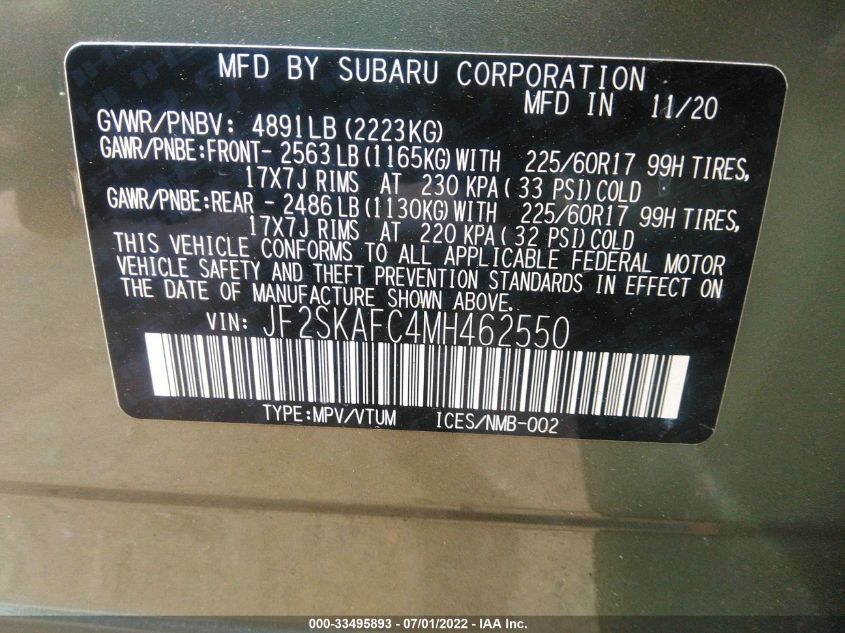 MFD BY SUBARU CORPORATION
MFD IN 11/20
GVWR/PNBV: 4891LB (2223KG)
GAWR/PNBE:FRONT- 2563 LB (1165KG) WITH 225/60R17 99H TIRES,
17X7J RIMS AT 230 KPA ( 33 PSI) COLD
GAWR/PNBE:REAR - 2486 LB (1130KG) WITH 225/60R17 99H TIRES,
17X7J RIMS AT 220 KPA ( 32 PSI) COLD
THIS VEHICLE CONFORMS TO ALL APPLICABLE FEDERAL MOTOR
VEHICLE SAFETY AND THEFT PREVENTION STANDARDS IN EFFECT ON
THE DATE OF MANUFACTURE SHOWN ABOVE.
VIN: JF2SKAFC4MH462550
TYPE:MPV/VTUM ICES/NMB-002
000-33495893 - 07/01/2022 - IAA Inc.